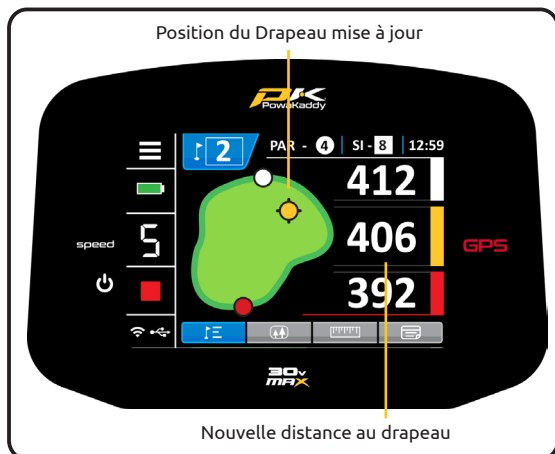 Position du Drapeau mise à jour
PK
PowaKaddy
2
PAR - 4
SI - 8
12:59
412
speed
5
406
GPS
392
30v
MAX
Nouvelle distance au drapeau